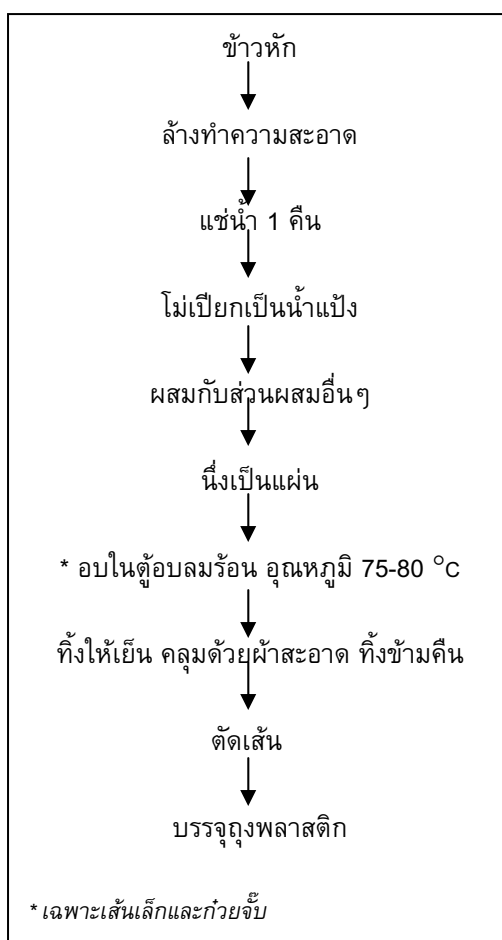 ข้าวหัก
ล้างทำความสะอาด
แช่น้ำ 1 คืน
โม่เปียกเป็นน้ำแป้ง
ผสมกับส่วนผสมอื่นๆ
นึ่งเป็นแผ่น
* อบในตู้อบลมร้อน อุณหภูมิ 75-80 °C
ทิ้งให้เย็น คลุมด้วยผ้าสะอาด ทิ้งข้ามคืน
ตัดเส้น
บรรจุถุงพลาสติก
* เฉพาะเส้นเล็กและก๋วยจั๊บ